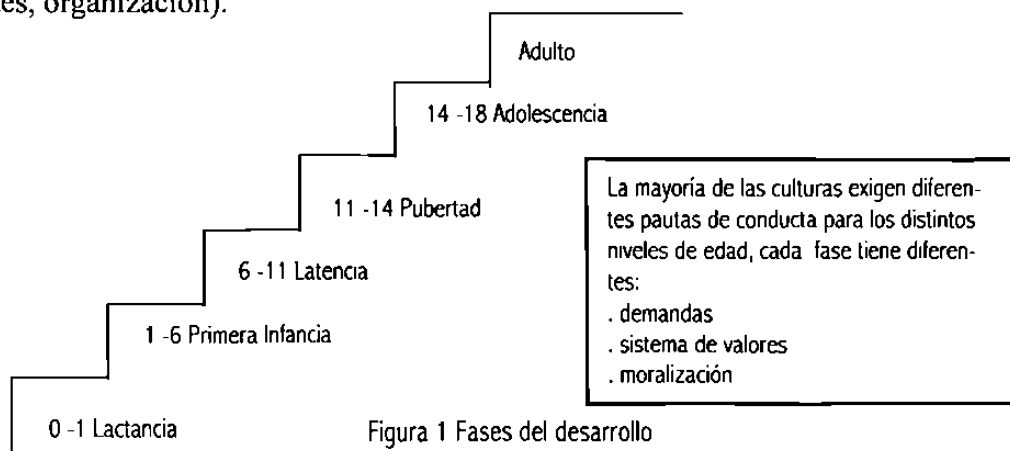 es, organización).
Adulto
14 -18 Adolescencia
11 -14 Pubertad
6 -11 Latencia
1 -6 Primera Infancia
0 -1 Lactancia
La mayoría de las culturas exigen diferen-
tes pautas de conducta para los distintos
niveles de edad, cada fase tiene diferen-
tes:
. demandas
. sistema de valores
. moralización
Figura 1 Fases del desarrollo